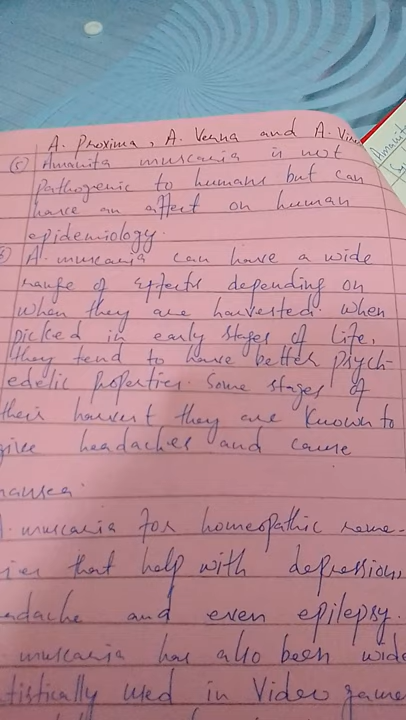 A. Proxima, A. Verna and A. Vir
(5) Amanita muscaria is not
pathogenic to humans but can
have an affect on human
epidemiology.
A. muscaria can have a wide
range of effects depending on
when they are harvested. When
picked in early stages of life,
they tend to have better psych-
edelic properties. Some stages of
their harvest they are known to
give headaches and cause
nausea.
A. muscaria for homeopathic reme-
ies that help with depression,
eadache and even epilepsy.
muscaria has also been wide
tistically used in Video game